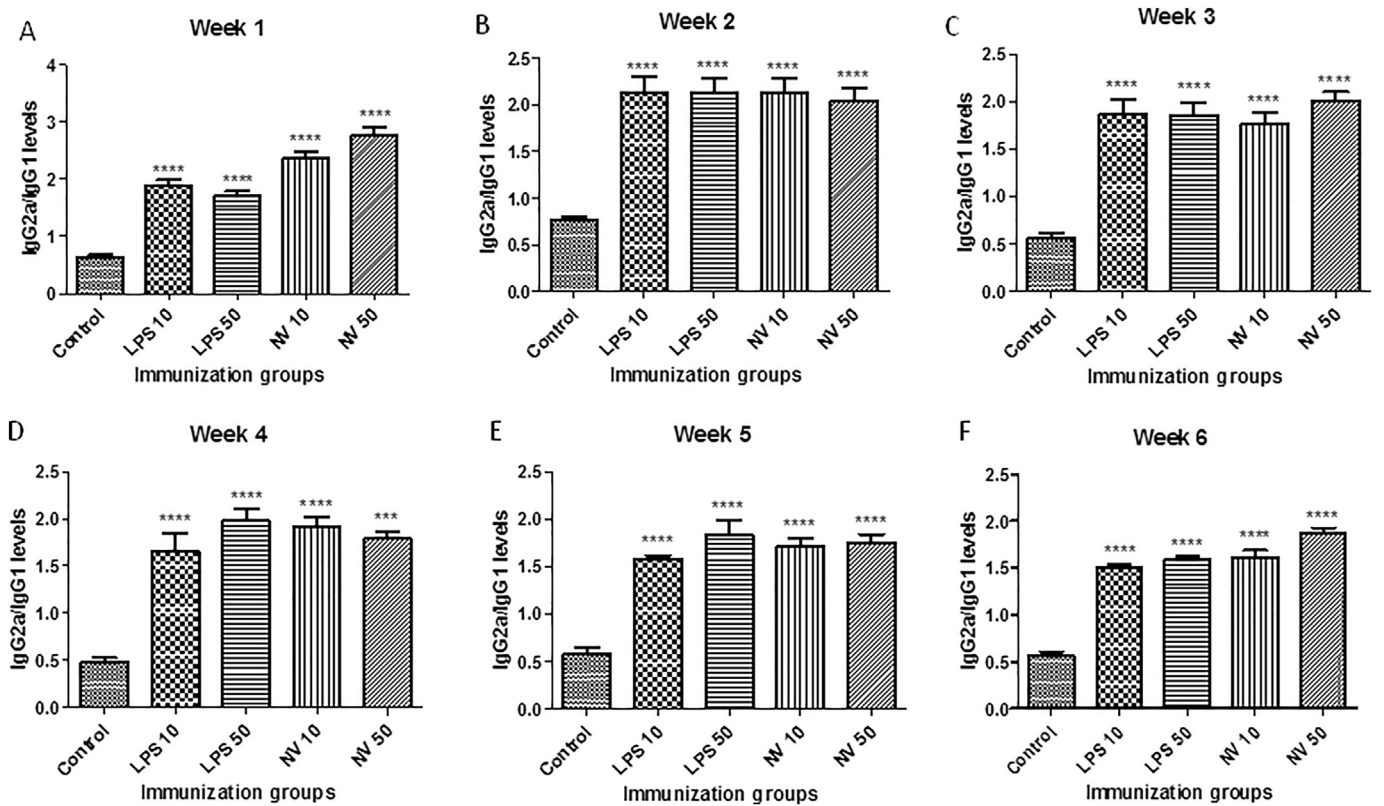 A
Week 1
IgG2a/IgG1 levels
4
3
2
1
0
****
****
****
****
Control
LPS 10
LPS 50
NV 10
NV 50
Immunization groups
B
Week 2
IgG2a/IgG1 levels
2.5
2.0
1.5
1.0
0.5
0.0
****
****
****
****
Control
LPS 10
LPS 50
NV 10
NV 50
Immunization groups
C
Week 3
IgG2a/IgG1 levels
2.5
2.0
1.5
1.0
0.5
0.0
****
****
****
****
Control
LPS 10
LPS 50
NV 10
NV 50
Immunization groups
D
Week 4
IgG2a/IgG1 levels
2.5
2.0
1.5
1.0
0.5
0.0
****
****
****
***
Control
LPS 10
LPS 50
NV 10
NV 50
Immunization groups
E
Week 5
IgG2a/IgG1 levels
2.5
2.0
1.5
1.0
0.5
0.0
****
****
****
****
Control
LPS 10
LPS 50
NV 10
NV 50
Immunization groups
F
Week 6
IgG2a/IgG1 levels
2.5
2.0
1.5
1.0
0.5
0.0
****
****
****
****
Control
LPS 10
LPS 50
NV 10
NV 50
Immunization groups